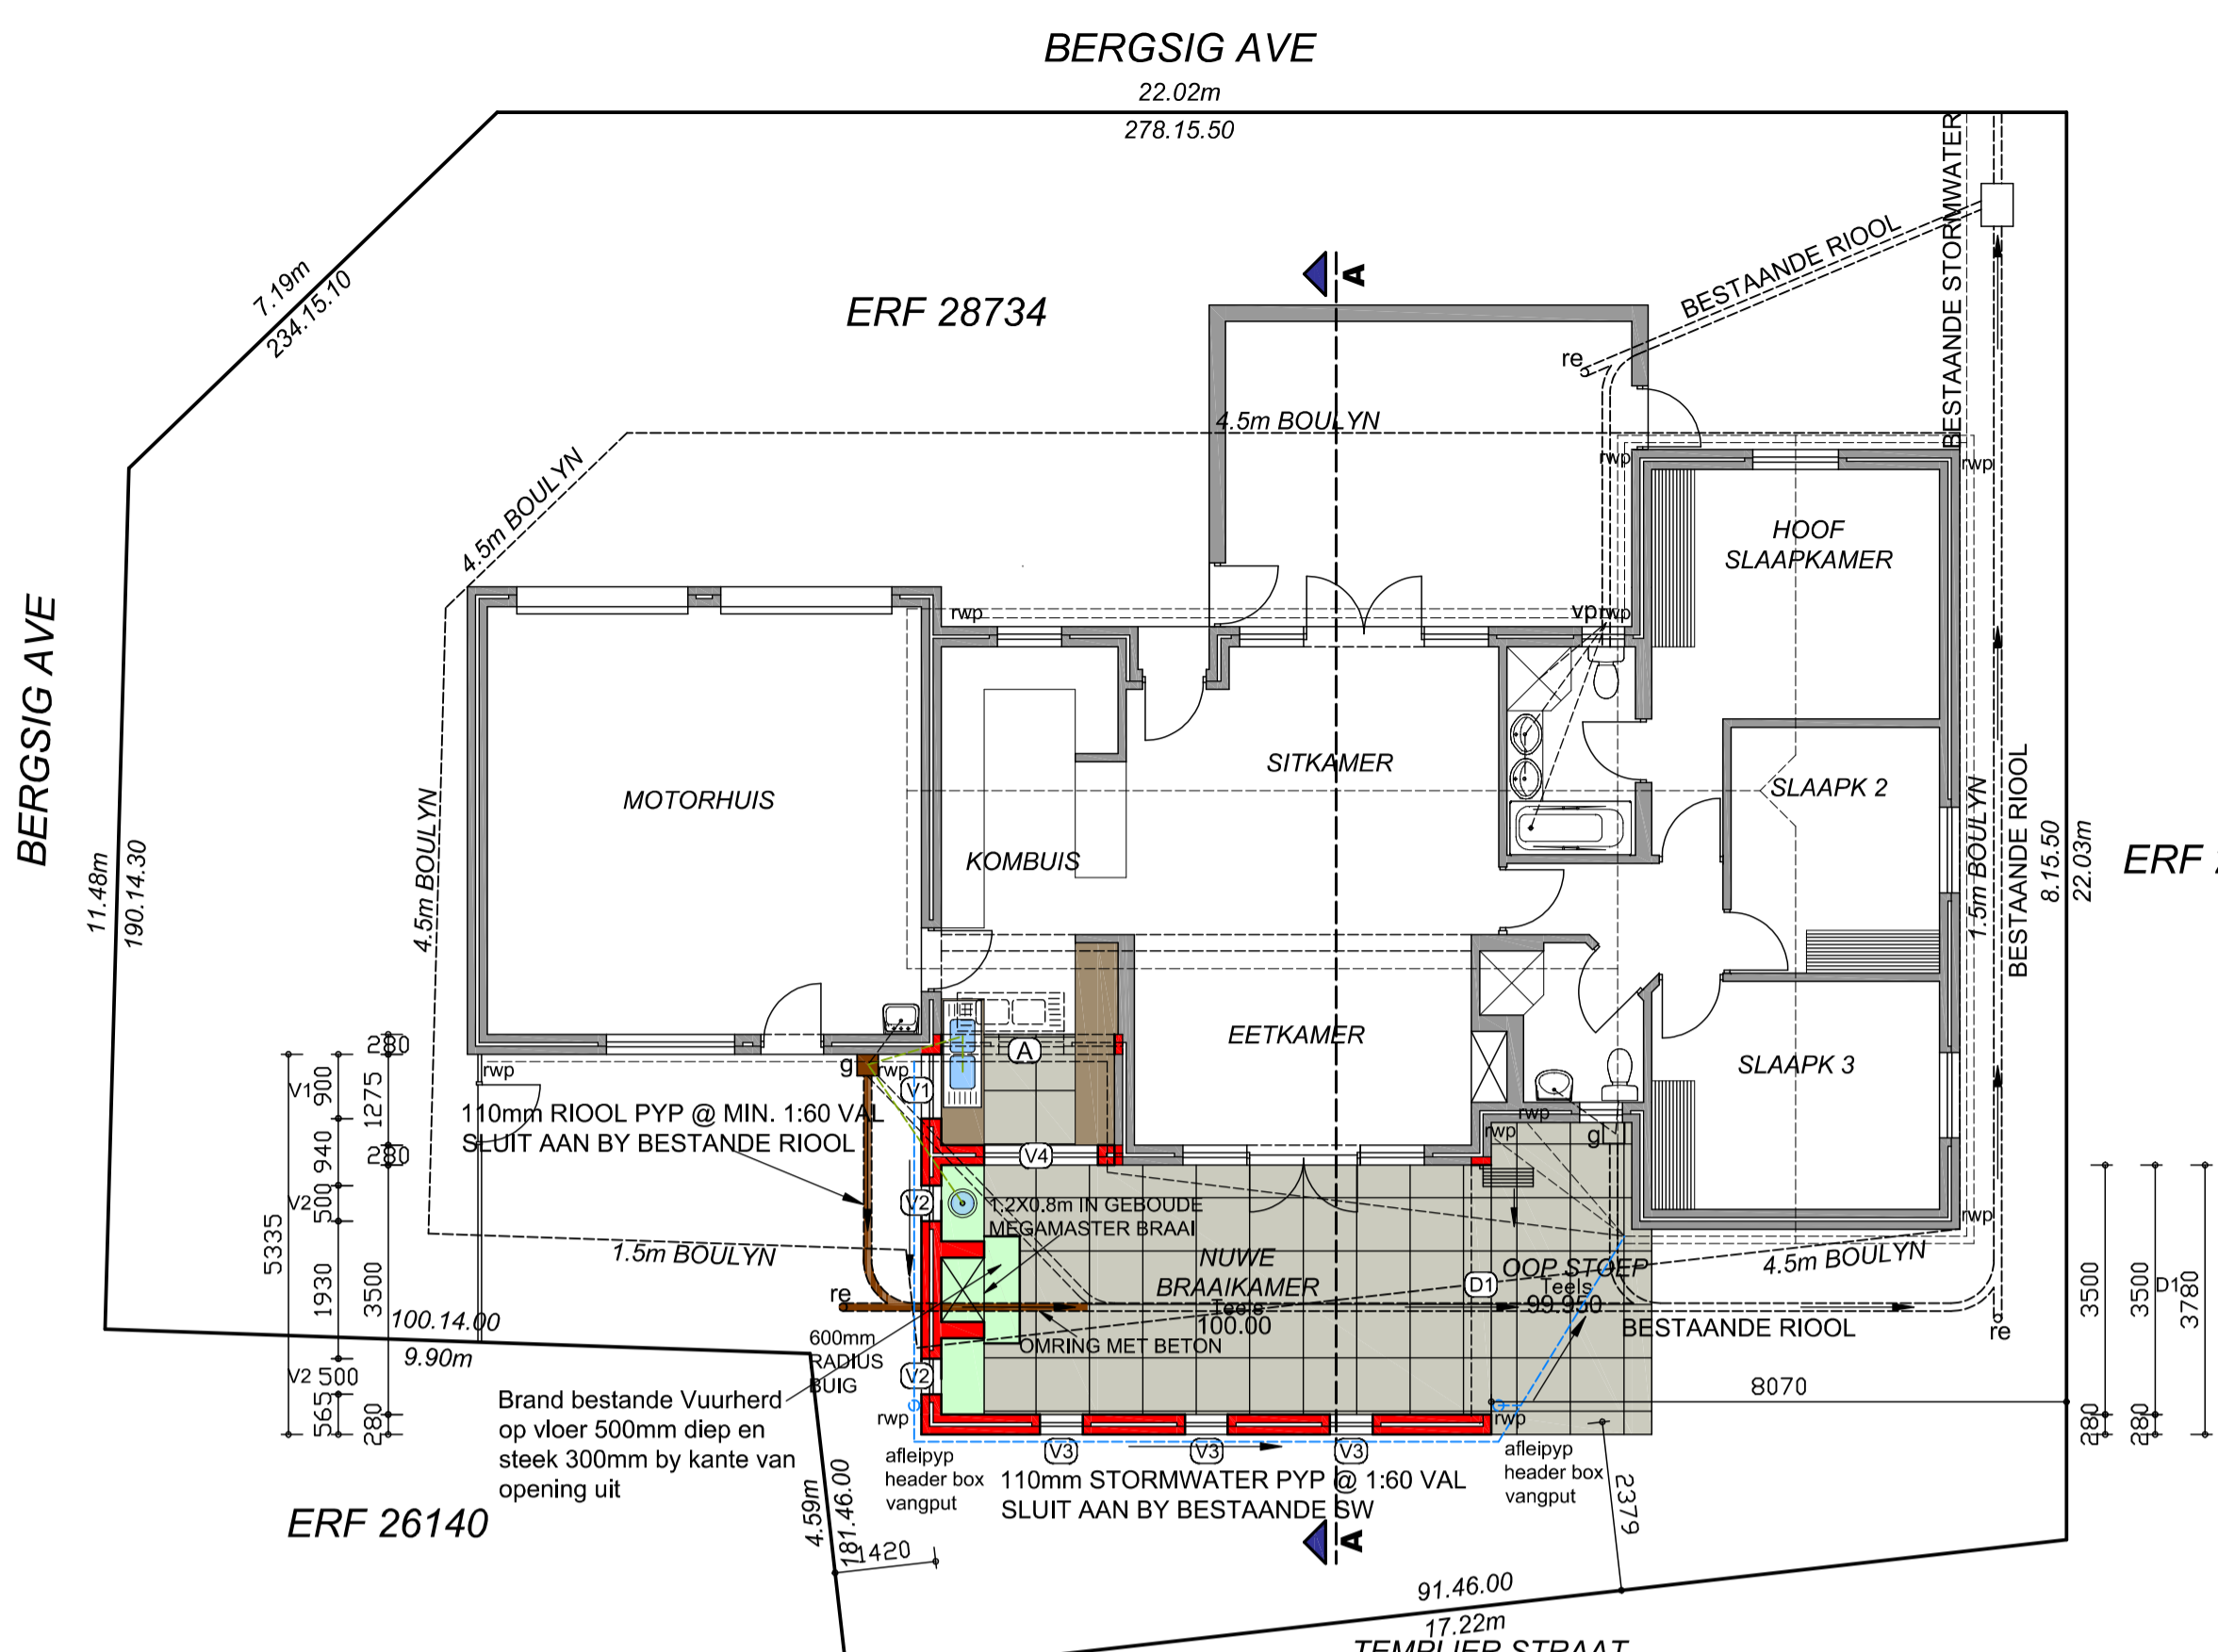 BERGSIG AVE
22.02m
278.15.50
7.19m
234.15.10
ERF 28734
A
BESTAANDE RIOOL
BESTAANDE STORMWATER
re
4.5m BOULYN
rwp
rwp
4.5m BOULYN
HOOF
SLAAPKAMER
BERGSIG AVE
rwp
vp
rwp
SITKAMER
MOTORHUIS
SLAAPK 2
KOMBUIS
4.5m BOULYN
11.48m
190.14.30
1.5m BOULYN
BESTAANDE RIOOL
8.15.50
22.03m
ERF
EETKAMER
A
SLAAPK 3
280
V1
900
1275
rwp
g
rwp
V1
110mm RIOOL PYP @ MIN. 1:60 VAL
SLUIT AAN BY BESTANDE RIOOL
rwp
rwp
g
940
280
V4
V2
500
5335
V2
1.2X0.8m IN GEBOUDE
MEGAMASTER BRAAI
rwp
1.5m BOULYN
NUWE
BRAAIKAMER
Teels
100.00
OOP STOEP
Teels
99.950
4.5m BOULYN
D1
1930
3500
re
100.14.00
9.90m
600mm
RADIUS
BUIG
OMRING MET BETON
BESTAANDE RIOOL
re
3500
3500
D1
3780
V2
500
V2
565
280
Brand bestande Vuurherd
op vloer 500mm diep en
steek 300mm by kante van
opening uit
8070
rwp
rwp
280
280
V3
V3
V3
afleipyp
header box
vangput
110mm STORMWATER PYP @ 1:60 VAL
SLUIT AAN BY BESTAANDE SW
afleipyp
header box
vangput
2379
ERF 26140
4.59m
181.46.00
1420
A
91.46.00
17.22m
TEMPLIER STRAAT